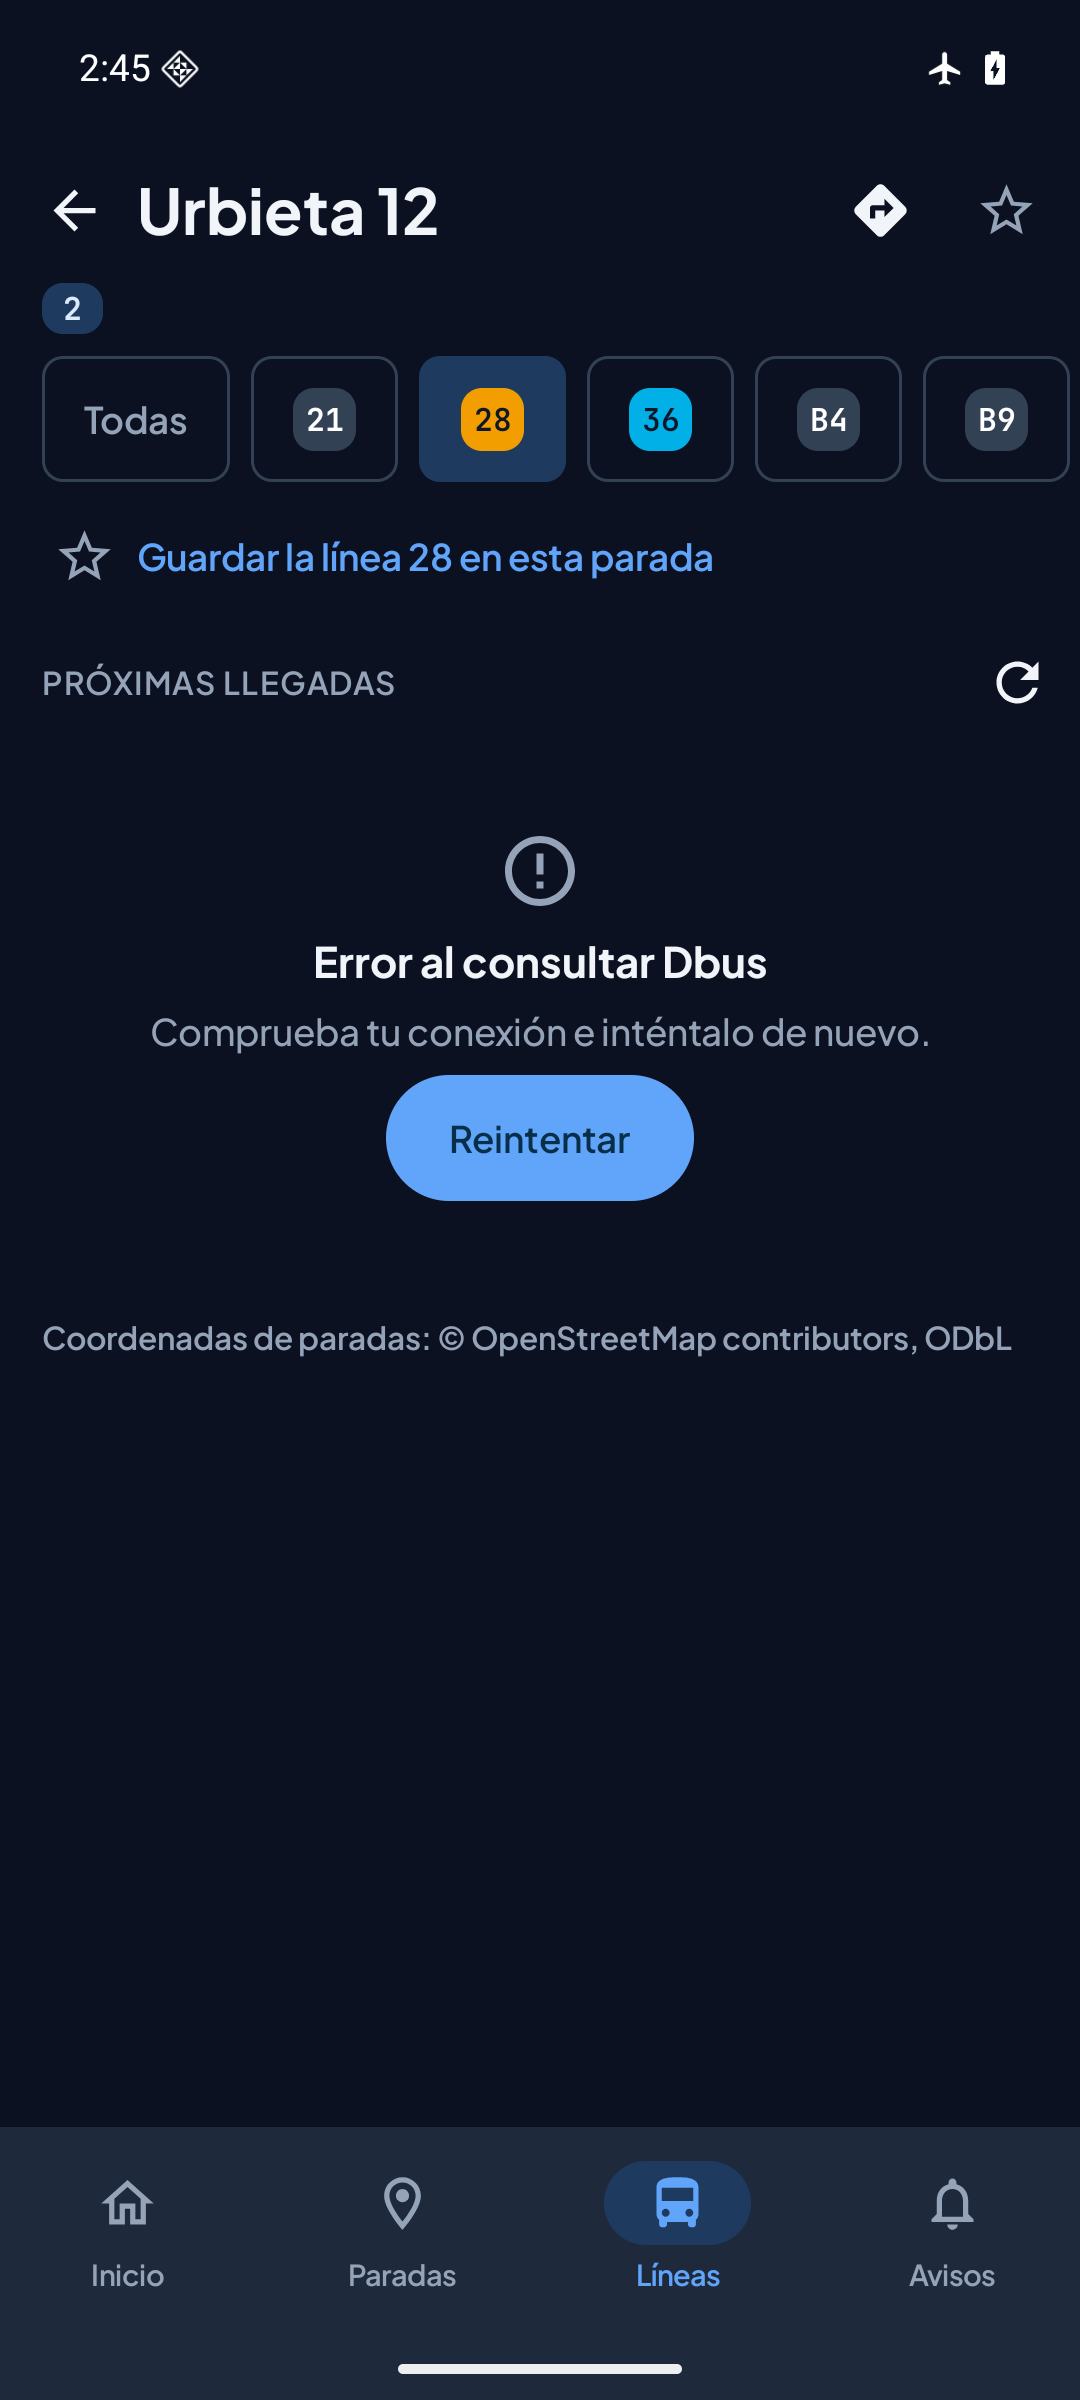 2:45
Urbieta 12
2
Todas 21 28 36 B4 B9
Guardar la línea 28 en esta parada
PRÓXIMAS LLEGADAS
Error al consultar Dbus
Comprueba tu conexión e inténtalo de nuevo.
Reintentar
Coordenadas de paradas: © OpenStreetMap contributors, ODbL
Inicio Paradas Líneas Avisos